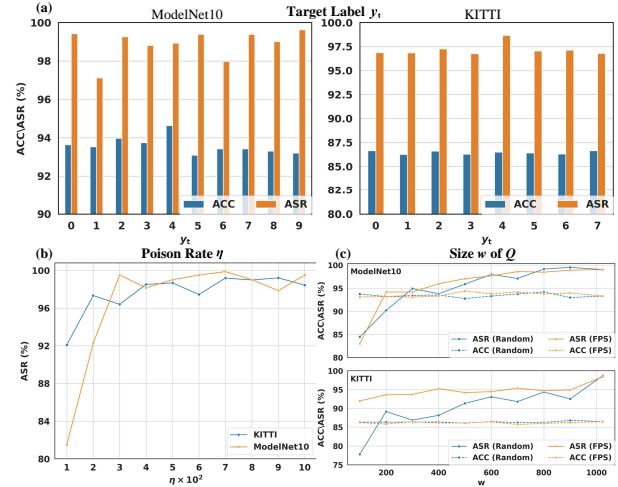 (a) ModelNet10 Target Label yt KITTI
ACC\ASR (%)
100
98
96
94
92
90
0 1 2 3 4 5 6 7 8 9
yt
ACC ASR
100.0
97.5
95.0
92.5
90.0
87.5
85.0
82.5
80.0
0 1 2 3 4 5 6 7
yt
ACC ASR
(b) Poison Rate η
ASR (%)
100
96
92
88
84
80
1 2 3 4 5 6 7 8 9 10
η × 10²
KITTI
ModelNet10
(c) Size w of Q
ModelNet10
ACC\ASR (%)
100
95
90
85
80
ASR (Random) ASR (FPS)
ACC (Random) ACC (FPS)
KITTI
ACC\ASR (%)
100
95
90
85
80
75
200 400 600 800 1000
w
ASR (Random) ASR (FPS)
ACC (Random) ACC (FPS)